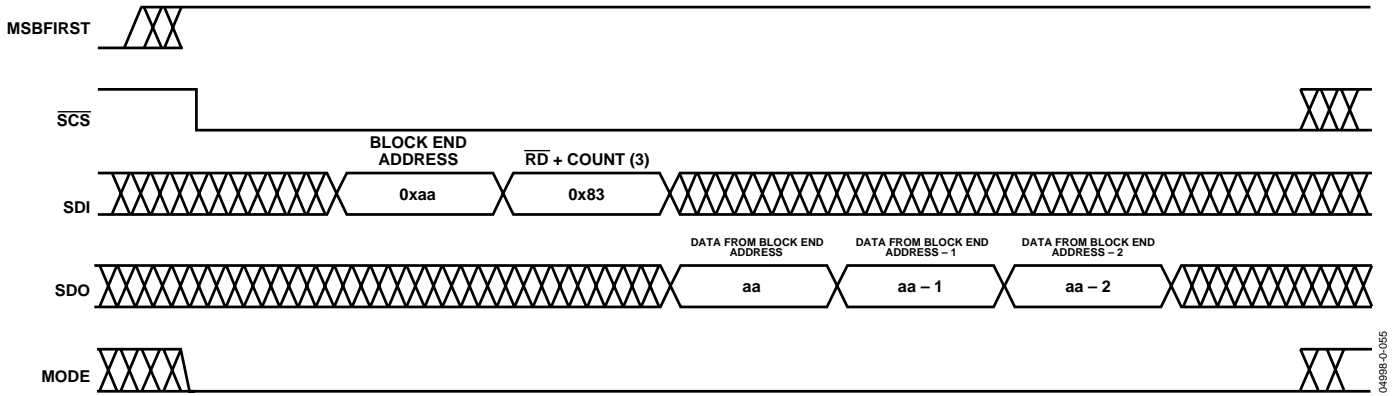 MSBFIRST
SCS
BLOCK END
ADDRESS
RD + COUNT (3)
SDI
0xaa
0x83
DATA FROM BLOCK END
ADDRESS
DATA FROM BLOCK END
ADDRESS – 1
DATA FROM BLOCK END
ADDRESS – 2
SDO
aa
aa – 1
aa – 2
MODE
04998-0-055